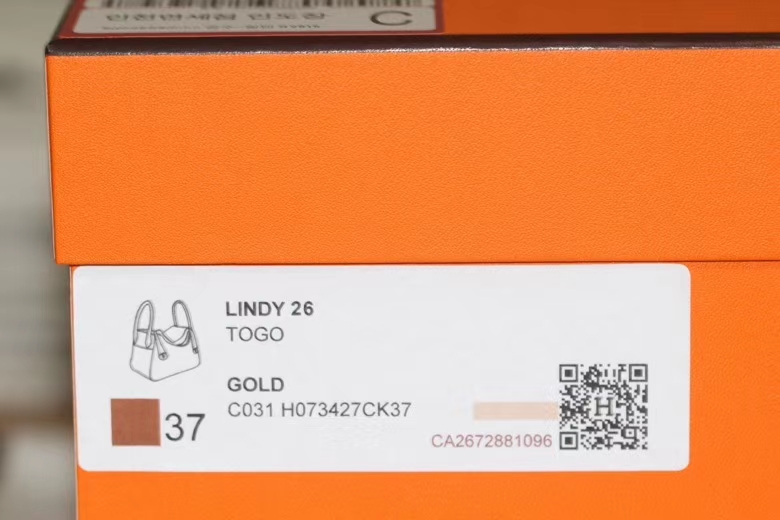 C
LINDY 26
TOGO
GOLD
C031 H073427CK37
37
CA2672881096
H